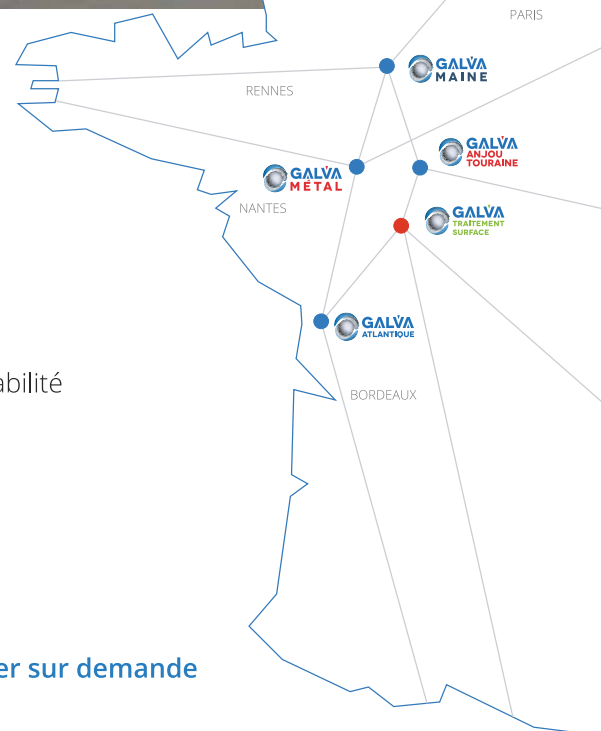 PARIS
GALVA
MAINE
RENNES
GALVA
ANJOU
TOURAINE
GALVA
MÉTAL
NANTES
GALVA
TRAITEMENT
SURFACE
GALVA
ATLANTIQUE
abilité
BORDEAUX
er sur demande